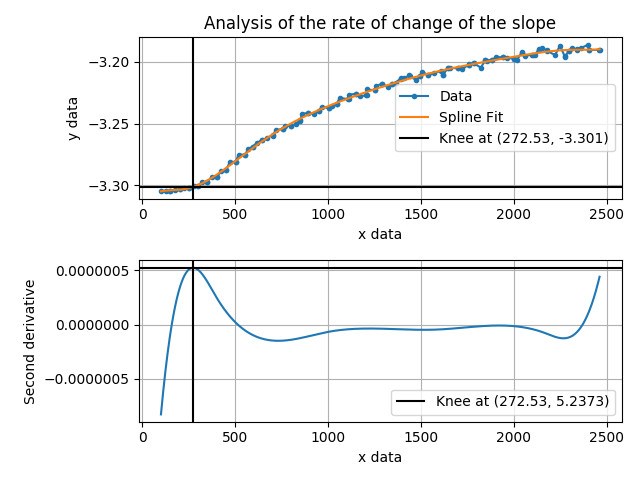 Analysis of the rate of change of the slope
y data
−3.20
−3.25
−3.30
Data
Spline Fit
Knee at (272.53, -3.301)
0 500 1000 1500 2000 2500
x data
Second derivative
0.0000005
0.0000000
−0.0000005
Knee at (272.53, 5.2373)
0 500 1000 1500 2000 2500
x data